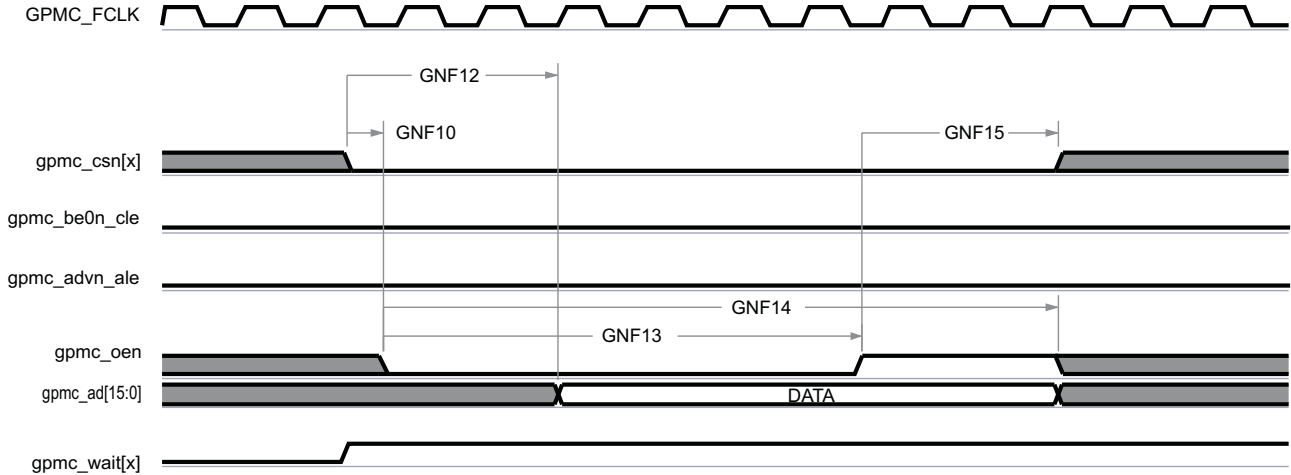 GPMC_FCLK
GNF12
GNF10
GNF15
gpmc_csn[x]
gpmc_be0n_cle
gpmc_advn_ale
GNF14
GNF13
gpmc_oen
gpmc_ad[15:0]
DATA
gpmc_wait[x]